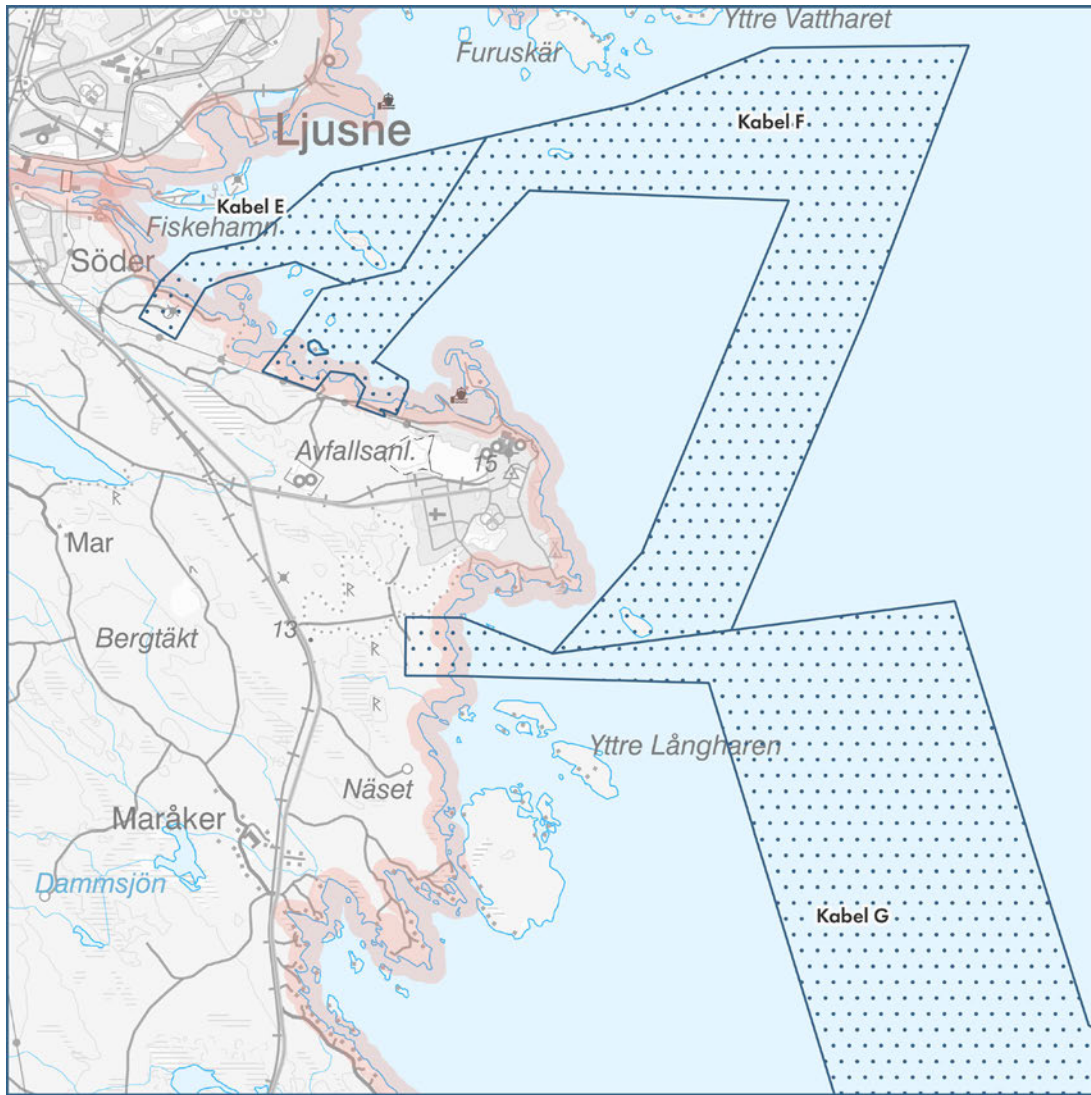 633
Yttre Vattharet
Furuskär
Kabel F
Ljusne
Kabel E
Fiskehamn
Söder
Avfallsanl.
15
R
Mar
R
13
Bergtäkt
R
R
Yttre Långharen
Näset
Maråker
Dammsjön
Kabel G